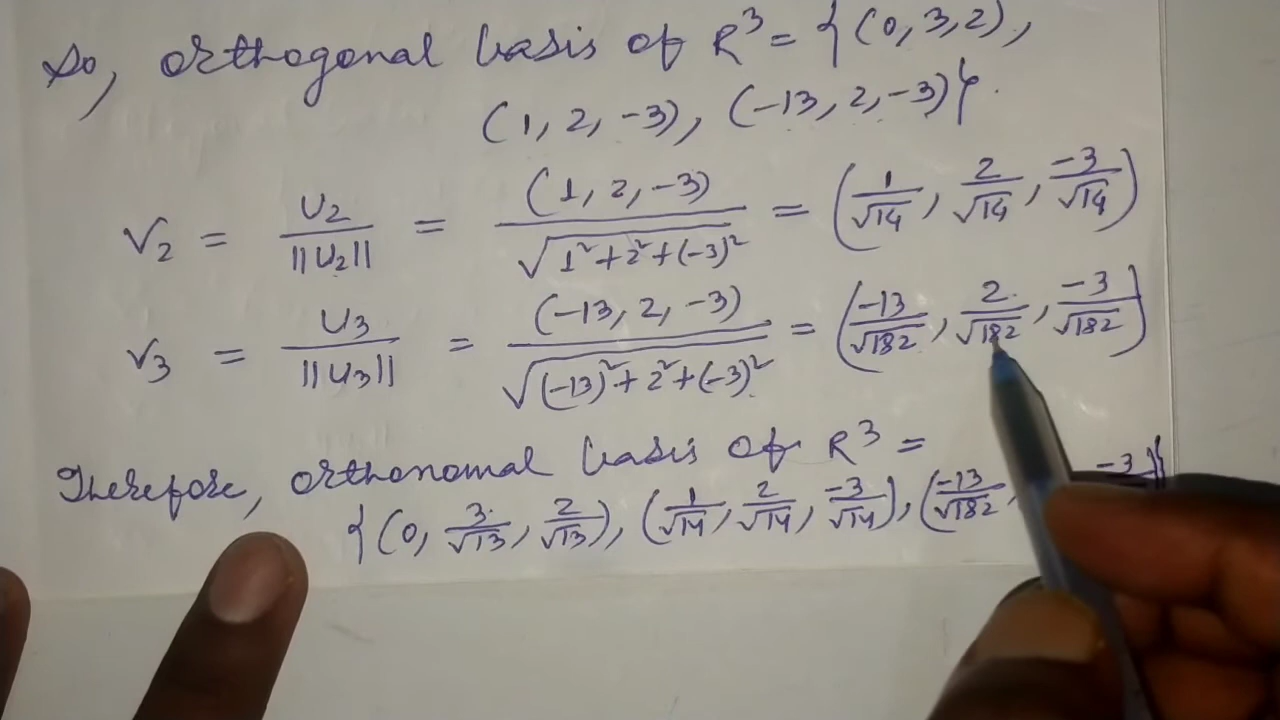 So, orthogonal basis of R³ = {(0, 3, 2),
(1, 2, -3), (-13, 2, -3)}.
V₂ = U₂/||U₂|| = (1, 2, -3)/√(1²+2²+(-3)²) = (1/√14, 2/√14, -3/√14)
V₃ = U₃/||U₃|| = (-13, 2, -3)/√((-13)²+2²+(-3)²) = (-13/√182, 2/√182, -3/√182)
Therefore, orthonomal basis of R³ =
{(0, 3/√13, 2/√13), (1/√14, 2/√14, -3/√14), (-13/√182, -3